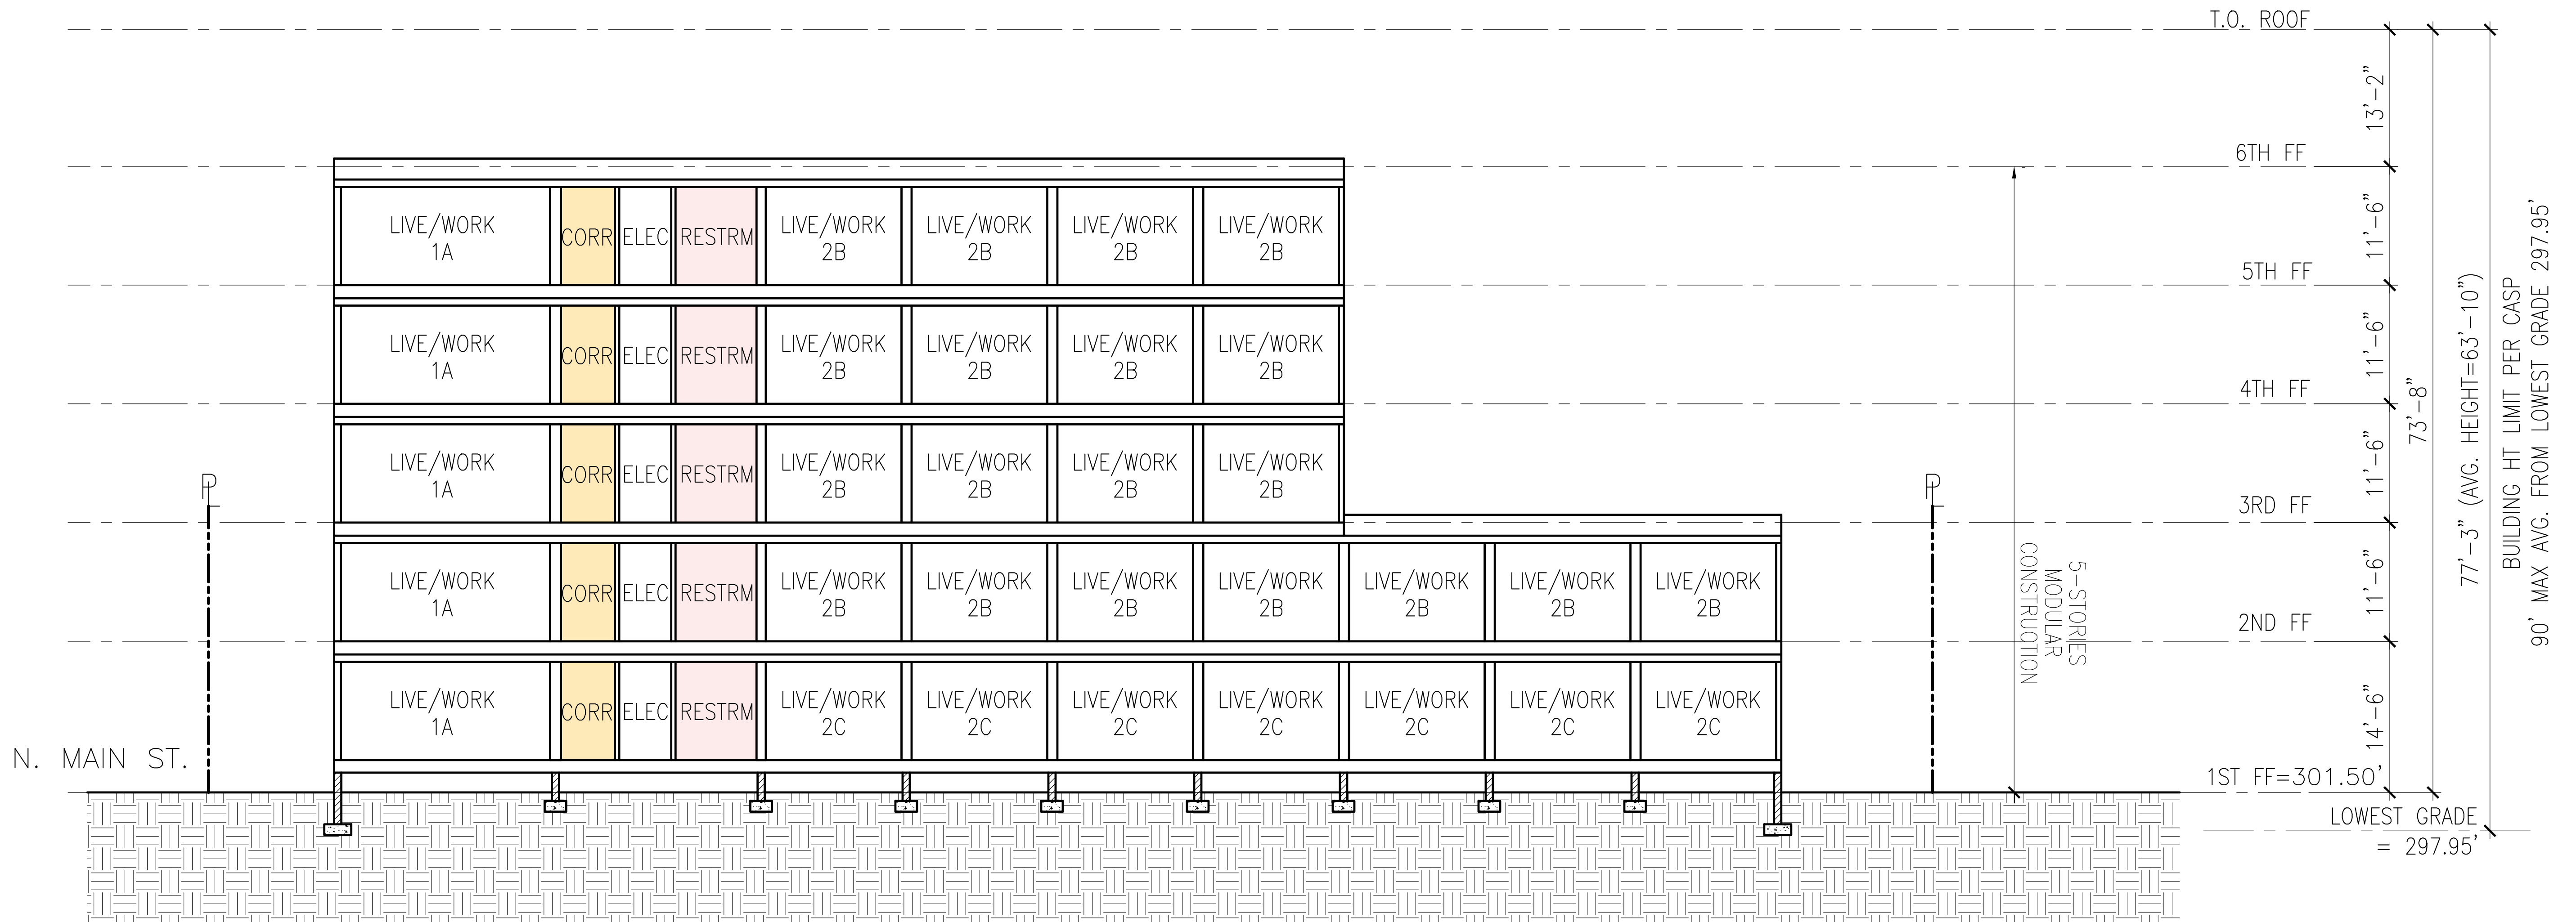 T.O. ROOF
13'-2"
6TH FF
LIVE/WORK
1A
CORR
ELEC
RESTRM
LIVE/WORK
2B
LIVE/WORK
2B
LIVE/WORK
2B
LIVE/WORK
2B
11'-6"
5TH FF
LIVE/WORK
1A
CORR
ELEC
RESTRM
LIVE/WORK
2B
LIVE/WORK
2B
LIVE/WORK
2B
LIVE/WORK
2B
11'-6"
4TH FF
LIVE/WORK
1A
CORR
ELEC
RESTRM
LIVE/WORK
2B
LIVE/WORK
2B
LIVE/WORK
2B
LIVE/WORK
2B
11'-6"
PL
PL
3RD FF
LIVE/WORK
1A
CORR
ELEC
RESTRM
LIVE/WORK
2B
LIVE/WORK
2B
LIVE/WORK
2B
LIVE/WORK
2B
LIVE/WORK
2B
LIVE/WORK
2B
LIVE/WORK
2B
11'-6"
2ND FF
LIVE/WORK
1A
CORR
ELEC
RESTRM
LIVE/WORK
2C
LIVE/WORK
2C
LIVE/WORK
2C
LIVE/WORK
2C
LIVE/WORK
2C
LIVE/WORK
2C
LIVE/WORK
2C
14'-6"
N. MAIN ST.
1ST FF=301.50'
LOWEST GRADE
= 297.95'
5-STORIES
MODULAR
CONSTRUCTION
73'-8"
77'-3" (AVG. HEIGHT=63'-10")
BUILDING HT LIMIT PER CASP
90' MAX AVG. FROM LOWEST GRADE 297.95'